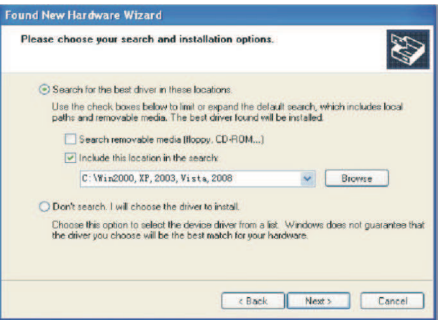 Found New Hardware Wizard
Please choose your search and installation options.
Search for the best driver in these locations.
Use the check boxes below to limit or expand the default search, which includes local
paths and removable media. The best driver found will be installed.
Search removable media (floppy, CD-ROM...)
Include this location in the search:
C:\Win2000, XP, 2003, Vista, 2008
Browse
Don't search. I will choose the driver to install.
Choose this option to select the device driver from a list. Windows does not guarantee that
the driver you choose will be the best match for your hardware.
< Back
Next >
Cancel